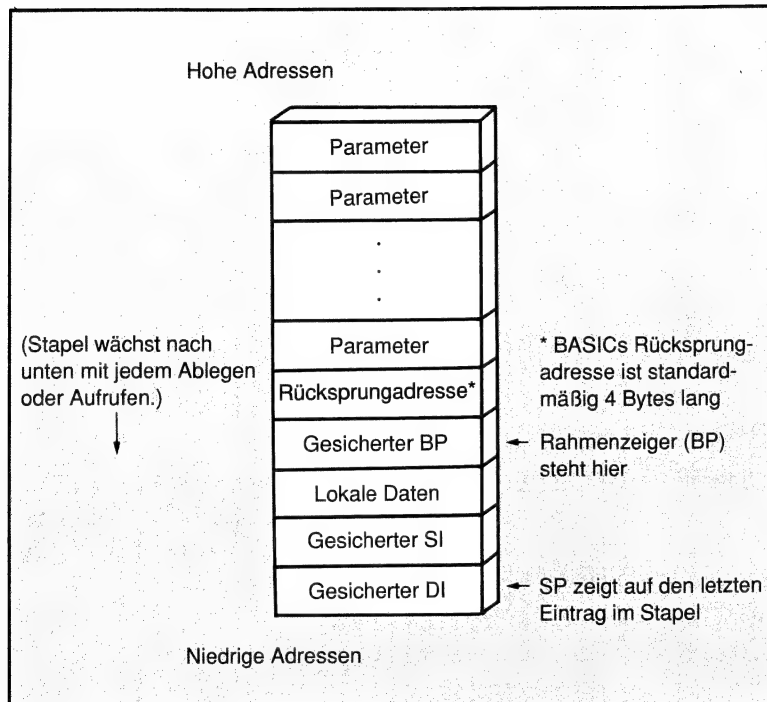 Hohe Adressen
Parameter
Parameter
.
.
.
Parameter
Rücksprungadresse*
Gesicherter BP
Lokale Daten
Gesicherter SI
Gesicherter DI
(Stapel wächst nach
unten mit jedem Ablegen
oder Aufrufen.)
* BASICs Rücksprung-
adresse ist standard-
mäßig 4 Bytes lang
Rahmenzeiger (BP)
steht hier
SP zeigt auf den letzten
Eintrag im Stapel
Niedrige Adressen